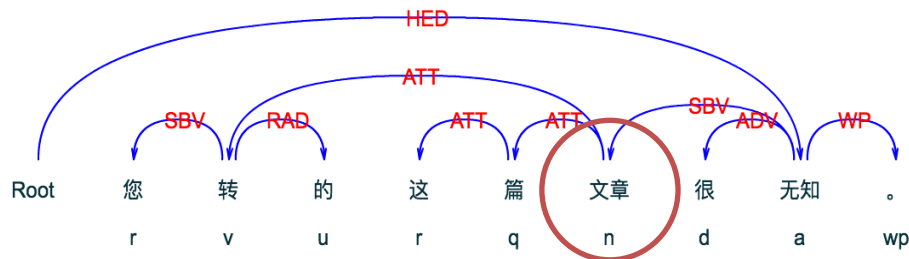 HED
ATT
SBV
SBV RAD ATT ATT ADV WP
Root 您 转 的 这 篇 文章 很 无知 。
r v u r q n d a wp